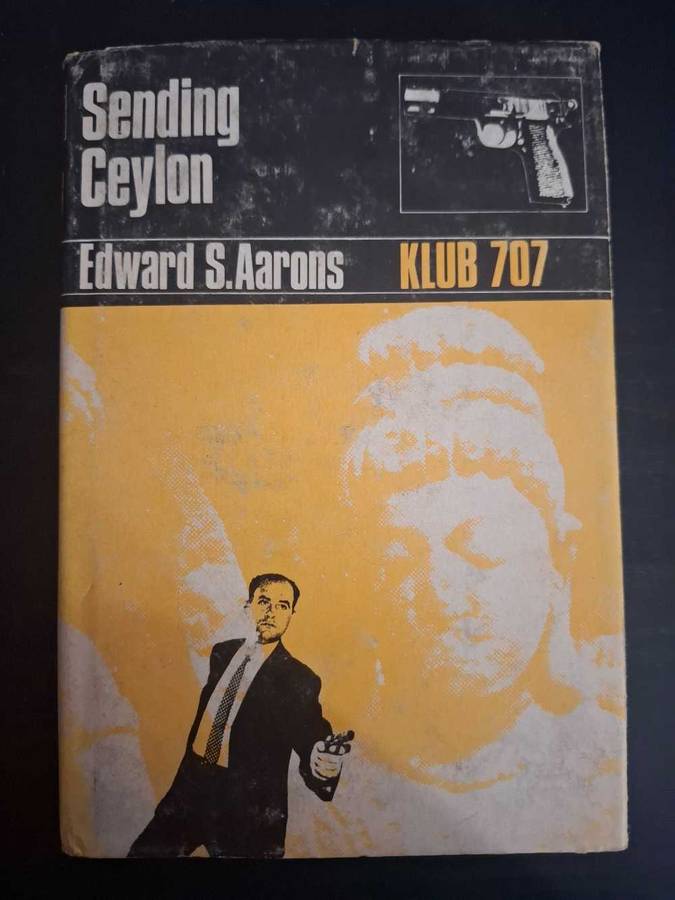 Sending
Ceylon
Edward S.Aarons
KLUB 707